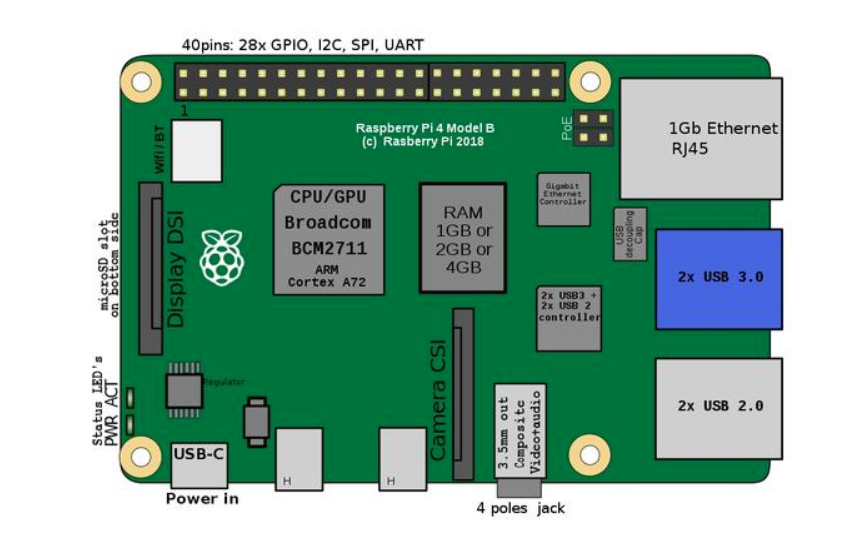 40pins: 28x GPIO, I2C, SPI, UART
1
Raspberry Pi 4 Model B
(c) Rasberry Pi 2018
PoE
1Gb Ethernet
RJ45
Wifi/BT
Display DSI
microSD slot
on bottom side
CPU/GPU
Broadcom
BCM2711
ARM
Cortex A72
RAM
1GB or
2GB or
4GB
Gigabit
Ethernet
Controller
USB
decoupling
Cap
2x USB 3.0
2x USB3 +
2x USB 2
controller
2x USB 2.0
Status LED's
PWR ACT
Regulator
Camera CSI
3.5mm out
Composite
Video+audio
USB-C
Power in
H
H
4 poles jack